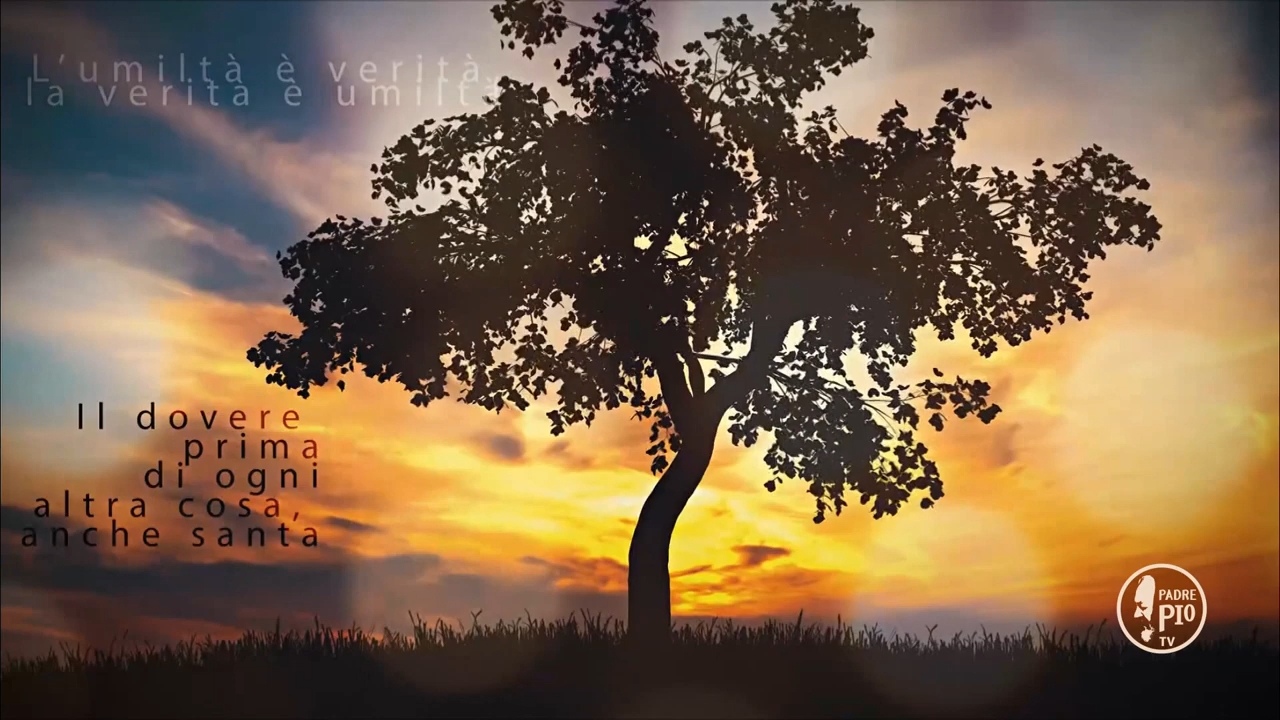 L'umiltà è verità,
la verità è umiltà
Il dovere
prima
di ogni
altra cosa,
anche santa
PADRE
PIO
TV